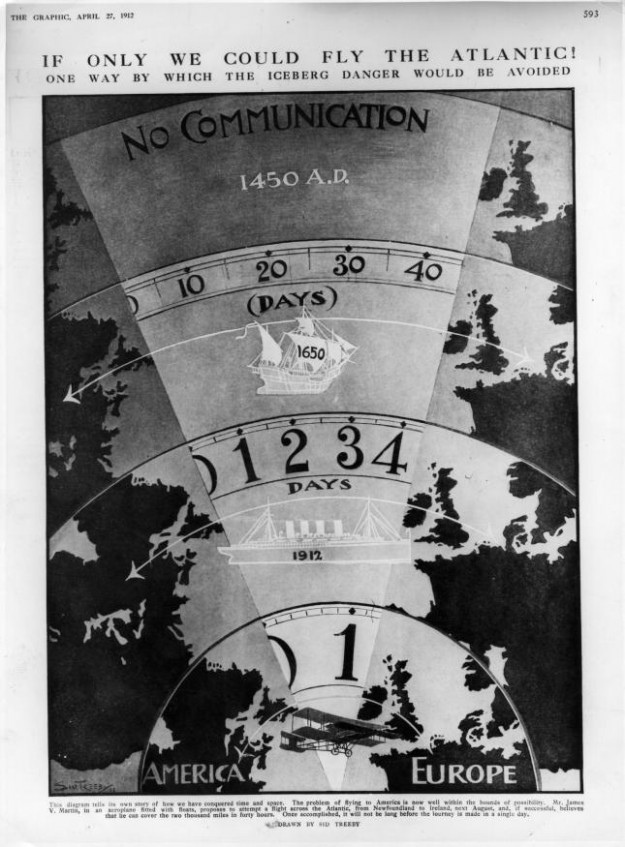 THE GRAPHIC, APRIL 27, 1912
593
IF ONLY WE COULD FLY THE ATLANTIC!
ONE WAY BY WHICH THE ICEBERG DANGER WOULD BE AVOIDED
NO COMMUNICATION
1450 A.D.
0 10 20 30 40
(DAYS)
1650
0 1 2 3 4
DAYS
1912
0 1
AMERICA
EUROPE
This diagram tells its own story of how we have conquered time and space. The problem of flying to America is now well within the bounds of possibility. Mr. James
V. Martin, in an aeroplane fitted with floats, proposes to attempt a flight across the Atlantic, from Newfoundland to Ireland, next August, and, if successful, believes
that he can cover the two thousand miles in forty hours. Once accomplished, it will not be long before the journey is made in a single day.
DRAWN BY SID TREEBY